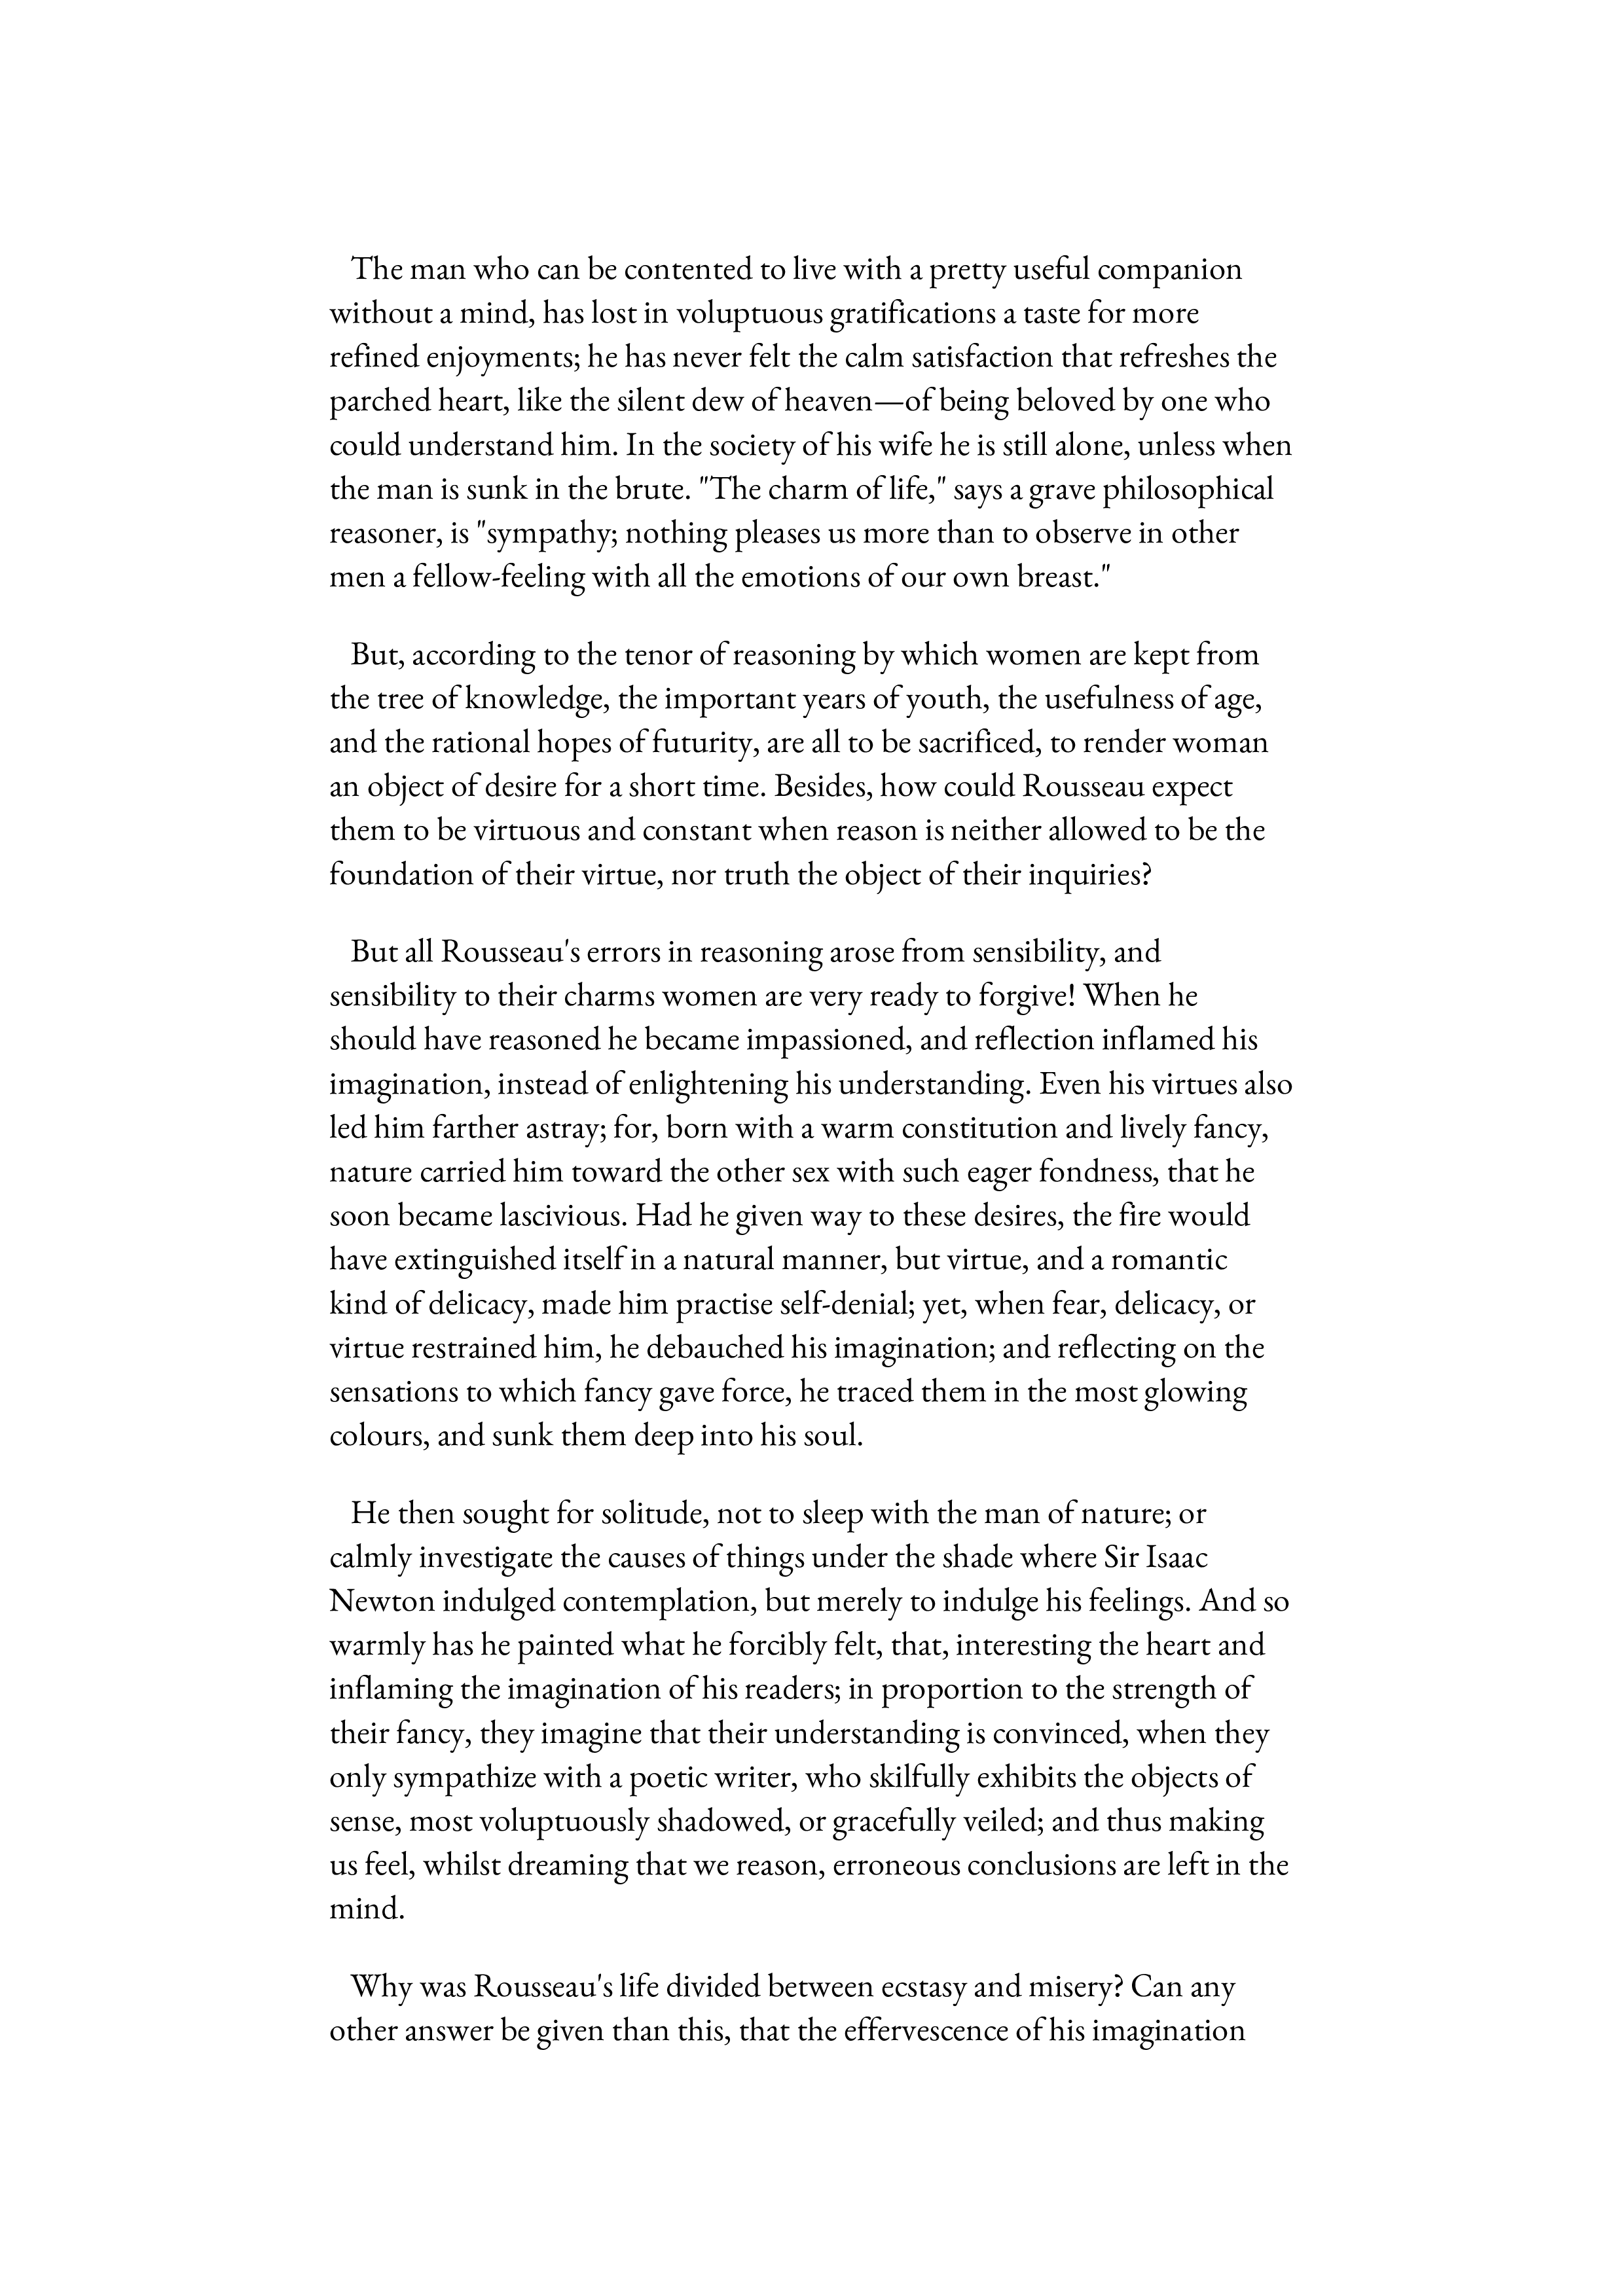 The man who can be contented to live with a pretty useful companion
without a mind, has lost in voluptuous gratifications a taste for more
refined enjoyments; he has never felt the calm satisfaction that refreshes the
parched heart, like the silent dew of heaven—of being beloved by one who
could understand him. In the society of his wife he is still alone, unless when
the man is sunk in the brute. "The charm of life," says a grave philosophical
reasoner, is "sympathy; nothing pleases us more than to observe in other
men a fellow-feeling with all the emotions of our own breast."
But, according to the tenor of reasoning by which women are kept from
the tree of knowledge, the important years of youth, the usefulness of age,
and the rational hopes of futurity, are all to be sacrificed, to render woman
an object of desire for a short time. Besides, how could Rousseau expect
them to be virtuous and constant when reason is neither allowed to be the
foundation of their virtue, nor truth the object of their inquiries?
But all Rousseau's errors in reasoning arose from sensibility, and
sensibility to their charms women are very ready to forgive! When he
should have reasoned he became impassioned, and reflection inflamed his
imagination, instead of enlightening his understanding. Even his virtues also
led him farther astray; for, born with a warm constitution and lively fancy,
nature carried him toward the other sex with such eager fondness, that he
soon became lascivious. Had he given way to these desires, the fire would
have extinguished itself in a natural manner, but virtue, and a romantic
kind of delicacy, made him practise self-denial; yet, when fear, delicacy, or
virtue restrained him, he debauched his imagination; and reflecting on the
sensations to which fancy gave force, he traced them in the most glowing
colours, and sunk them deep into his soul.
He then sought for solitude, not to sleep with the man of nature; or
calmly investigate the causes of things under the shade where Sir Isaac
Newton indulged contemplation, but merely to indulge his feelings. And so
warmly has he painted what he forcibly felt, that, interesting the heart and
inflaming the imagination of his readers; in proportion to the strength of
their fancy, they imagine that their understanding is convinced, when they
only sympathize with a poetic writer, who skilfully exhibits the objects of
sense, most voluptuously shadowed, or gracefully veiled; and thus making
us feel, whilst dreaming that we reason, erroneous conclusions are left in the
mind.
Why was Rousseau's life divided between ecstasy and misery? Can any
other answer be given than this, that the effervescence of his imagination